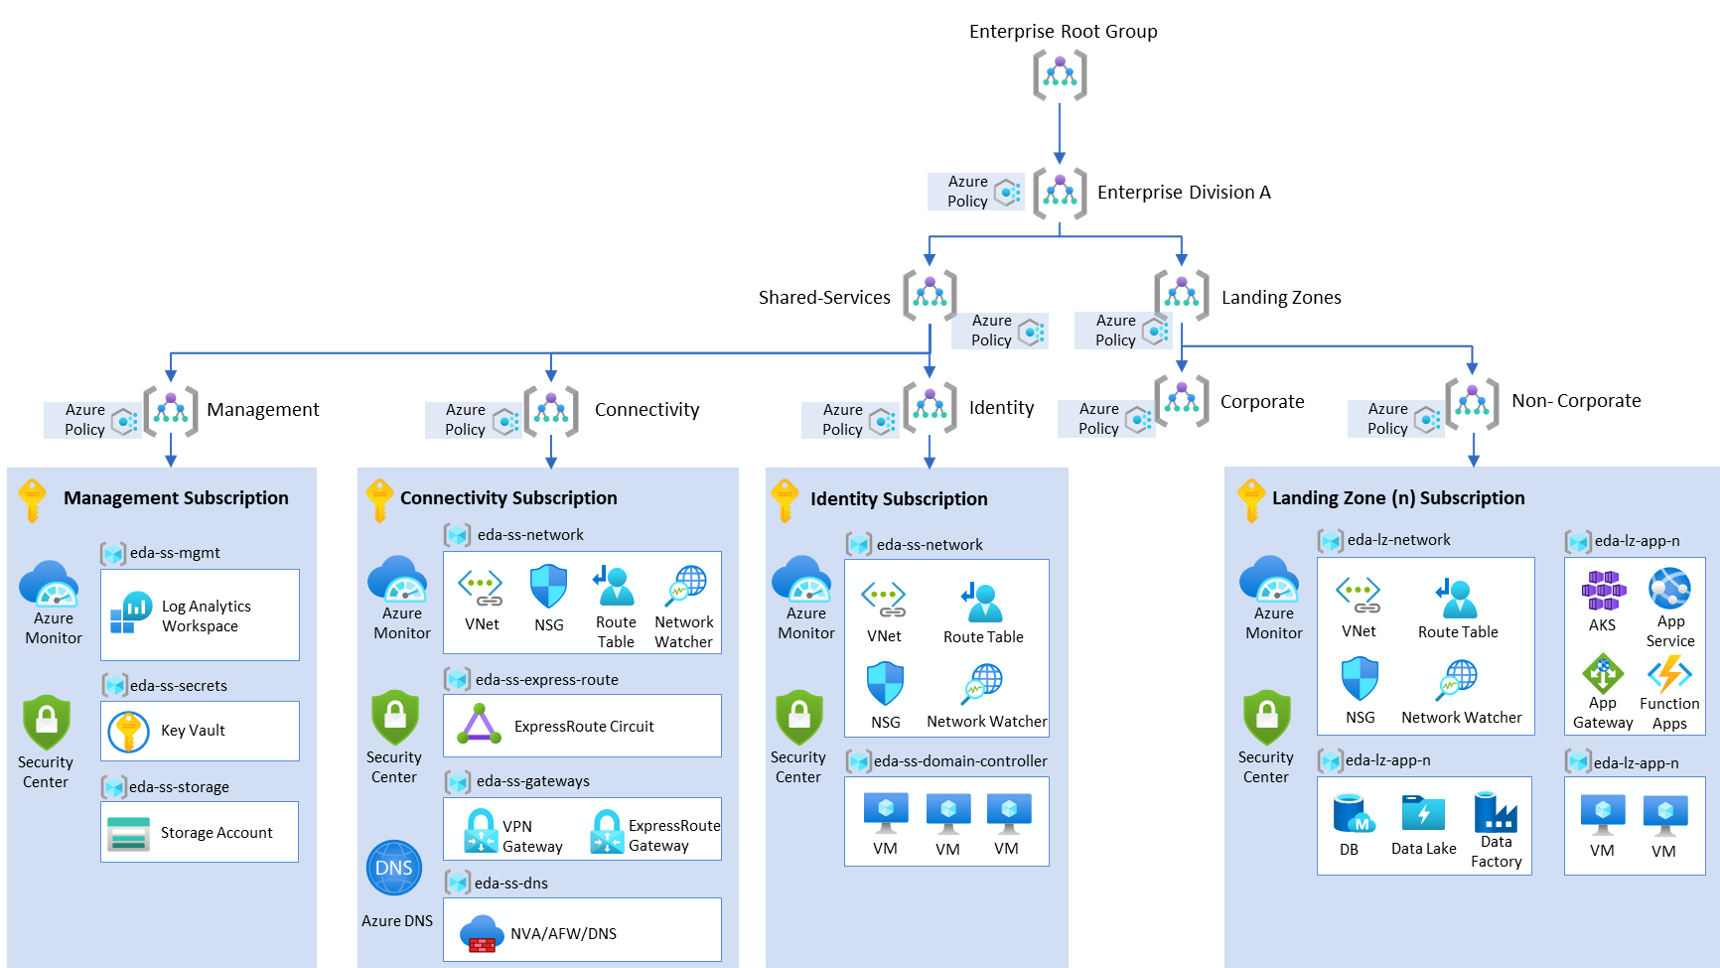 Enterprise Root Group
Azure
Policy
Enterprise Division A
Shared-Services
Azure
Policy
Azure
Policy
Landing Zones
Azure
Policy
Management
Azure
Policy
Connectivity
Azure
Policy
Identity
Azure
Policy
Corporate
Azure
Policy
Non- Corporate
Management Subscription
eda-ss-mgmt
Azure
Monitor
Log Analytics
Workspace
eda-ss-secrets
Key Vault
Security
Center
eda-ss-storage
Storage Account
Connectivity Subscription
eda-ss-network
Azure
Monitor
VNet
NSG
Route
Table
Network
Watcher
eda-ss-express-route
ExpressRoute Circuit
Security
Center
eda-ss-gateways
VPN
Gateway
ExpressRoute
Gateway
DNS
Azure DNS
eda-ss-dns
NVA/AFW/DNS
Identity Subscription
eda-ss-network
Azure
Monitor
VNet
Route Table
NSG
Network Watcher
Security
Center
eda-ss-domain-controller
VM
VM
VM
Landing Zone (n) Subscription
eda-lz-network
Azure
Monitor
VNet
Route Table
NSG
Network Watcher
Security
Center
eda-lz-app-n
AKS
App
Service
App
Gateway
Function
Apps
eda-lz-app-n
M
DB
Data Lake
Data
Factory
eda-lz-app-n
VM
VM